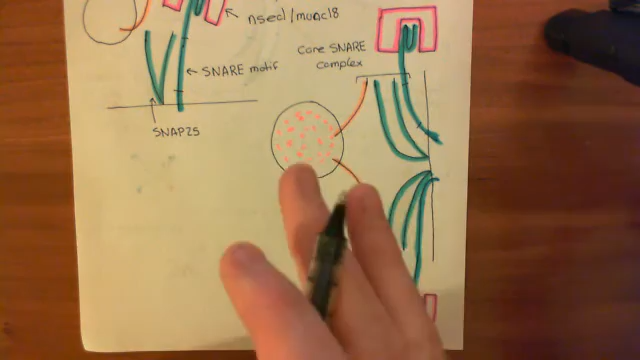 nsec1/munc18
Core SNARE
complex
SNARE motif
SNAP25